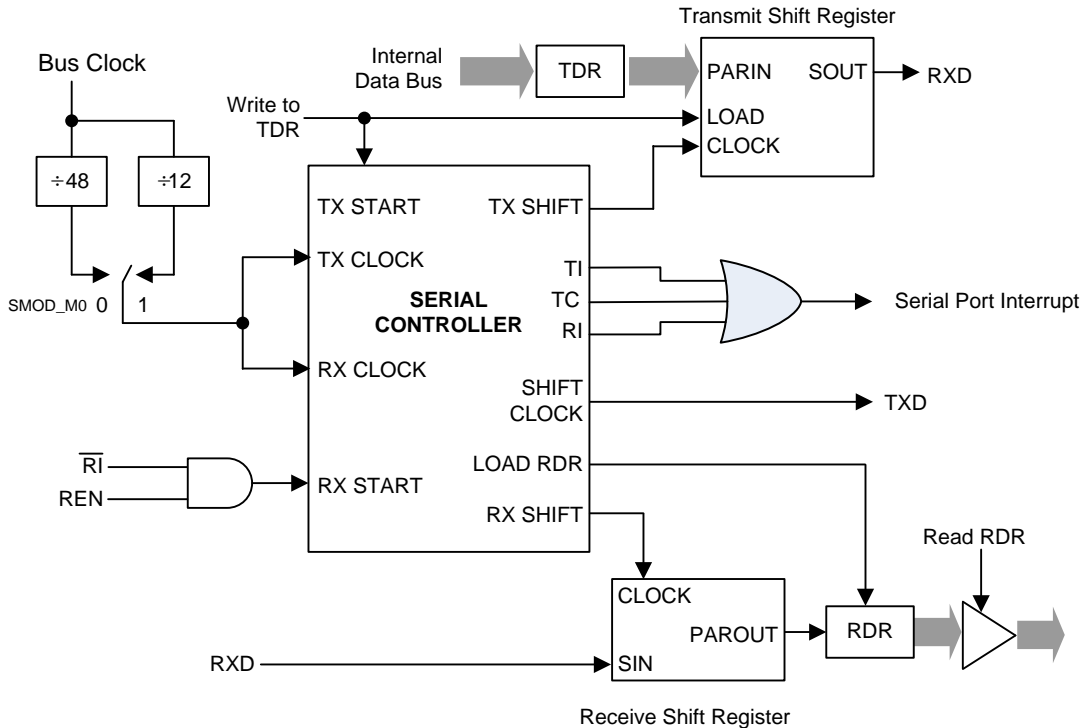 Transmit Shift Register
Bus Clock
Internal
Data Bus
TDR
PARIN
SOUT
RXD
Write to
TDR
LOAD
CLOCK
÷48
÷12
TX START
TX SHIFT
TX CLOCK
TI
SMOD_M0 0 1
SERIAL
CONTROLLER
TC
RI
Serial Port Interrupt
RX CLOCK
SHIFT
CLOCK
TXD
RI
REN
RX START
LOAD RDR
RX SHIFT
Read RDR
CLOCK
PAROUT
RDR
RXD
SIN
Receive Shift Register